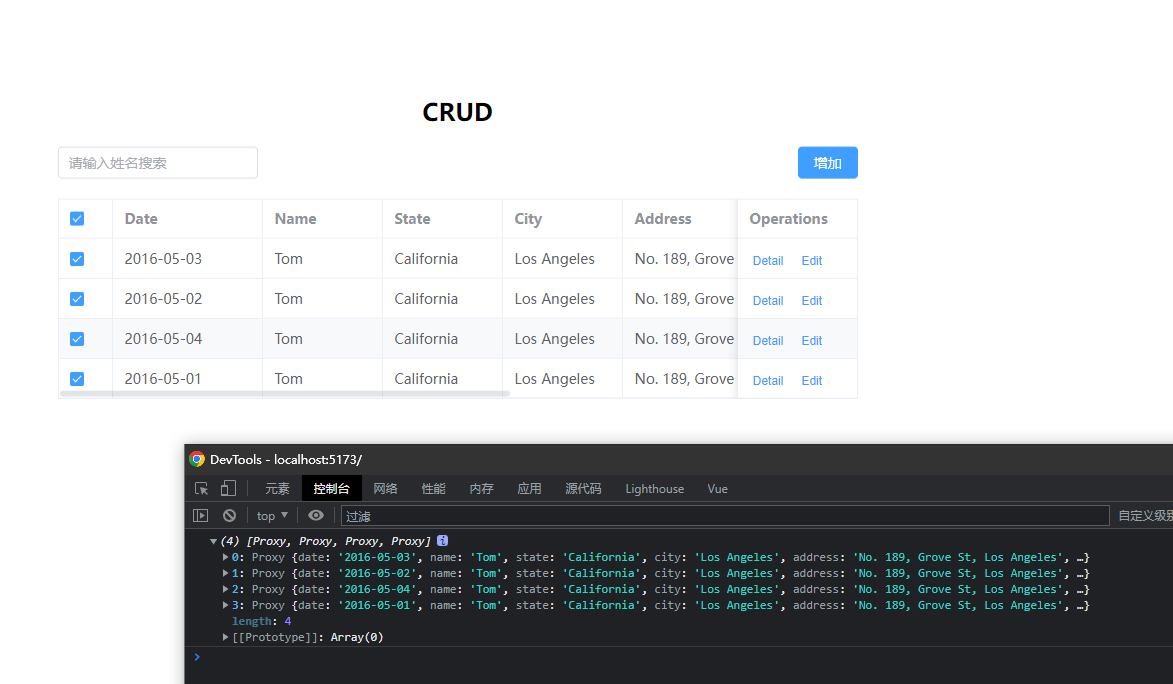 CRUD
请输入姓名搜索 增加
Date Name State City Address Operations
2016-05-03 Tom California Los Angeles No. 189, Grove Detail Edit
2016-05-02 Tom California Los Angeles No. 189, Grove Detail Edit
2016-05-04 Tom California Los Angeles No. 189, Grove Detail Edit
2016-05-01 Tom California Los Angeles No. 189, Grove Detail Edit
DevTools - localhost:5173/
元素 控制台 网络 性能 内存 应用 源代码 Lighthouse Vue
top 过滤 自定义级别
(4) [Proxy, Proxy, Proxy, Proxy] i
0: Proxy {date: '2016-05-03', name: 'Tom', state: 'California', city: 'Los Angeles', address: 'No. 189, Grove St, Los Angeles', …}
1: Proxy {date: '2016-05-02', name: 'Tom', state: 'California', city: 'Los Angeles', address: 'No. 189, Grove St, Los Angeles', …}
2: Proxy {date: '2016-05-04', name: 'Tom', state: 'California', city: 'Los Angeles', address: 'No. 189, Grove St, Los Angeles', …}
3: Proxy {date: '2016-05-01', name: 'Tom', state: 'California', city: 'Los Angeles', address: 'No. 189, Grove St, Los Angeles', …}
length: 4
[[Prototype]]: Array(0)